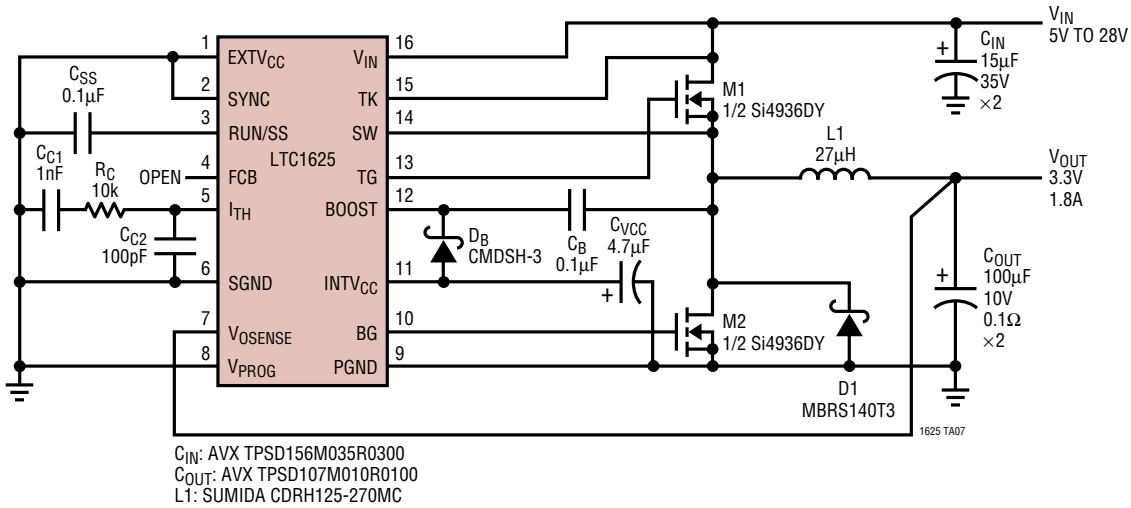 1
EXTVCC
2
SYNC
3
RUN/SS
4
FCB
5
ITH
6
SGND
7
VOSENSE
8
VPROG
LTC1625
16
VIN
15
TK
14
SW
13
TG
12
BOOST
11
INTVCC
10
BG
9
PGND
CSS
0.1µF
CC1
1nF
RC
10k
OPEN
CC2
100pF
DB
CMDSH-3
CB
0.1µF
CVCC
4.7µF
+
M1
1/2 Si4936DY
M2
1/2 Si4936DY
L1
27µH
D1
MBRS140T3
VIN
5V TO 28V
+
CIN
15µF
35V
×2
VOUT
3.3V
1.8A
+
COUT
100µF
10V
0.1Ω
×2
1625 TA07
CIN: AVX TPSD156M035R0300
COUT: AVX TPSD107M010R0100
L1: SUMIDA CDRH125-270MC